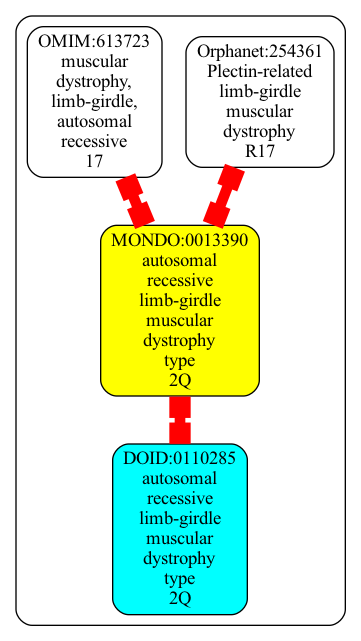 OMIM:613723
muscular
dystrophy,
limb-girdle,
autosomal
recessive
17
Orphanet:254361
Plectin-related
limb-girdle
muscular
dystrophy
R17
MONDO:0013390
autosomal
recessive
limb-girdle
muscular
dystrophy
type
2Q
DOID:0110285
autosomal
recessive
limb-girdle
muscular
dystrophy
type
2Q